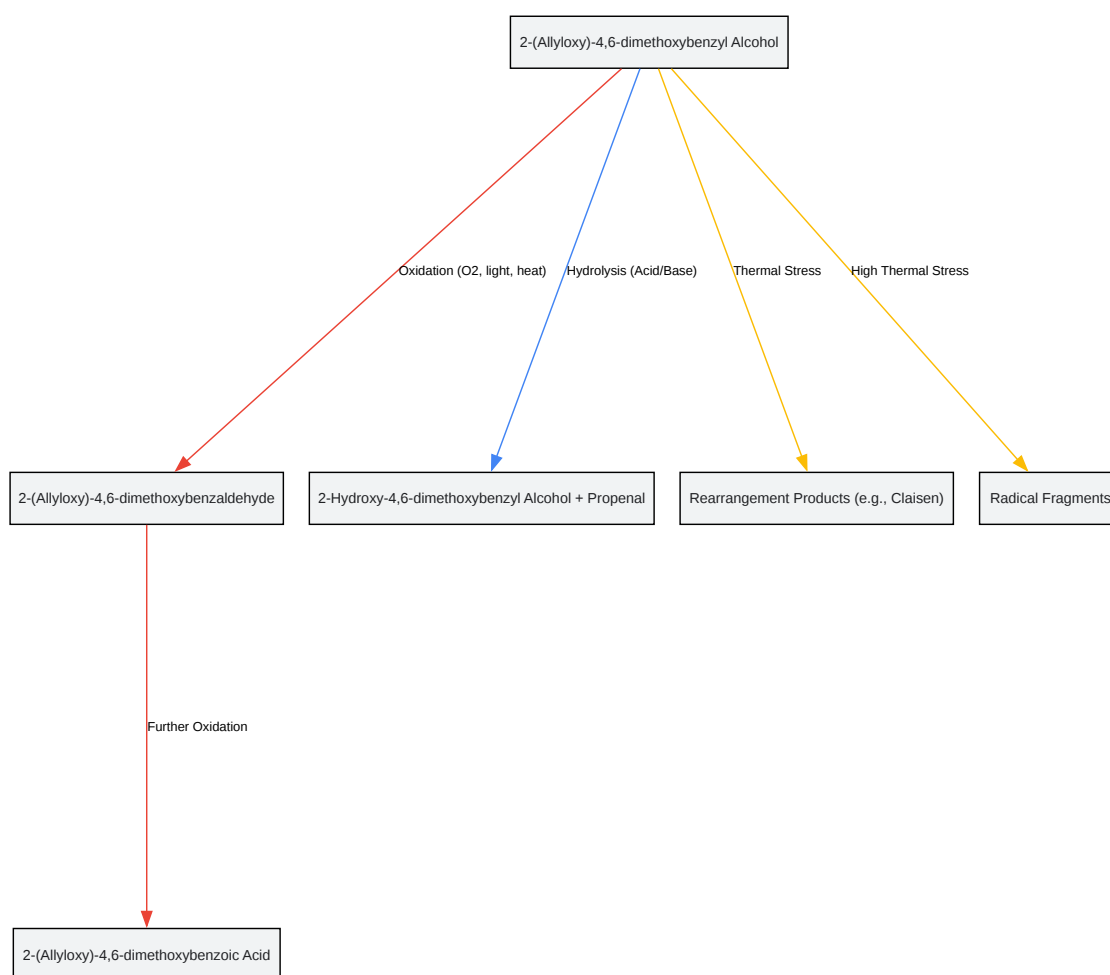 2-(Allyloxy)-4,6-dimethoxybenzyl Alcohol
Oxidation (O2, light, heat)
Hydrolysis (Acid/Base)
Thermal Stress
High Thermal Stress
2-(Allyloxy)-4,6-dimethoxybenzaldehyde
2-Hydroxy-4,6-dimethoxybenzyl Alcohol + Propenal
Rearrangement Products (e.g., Claisen)
Radical Fragments
Further Oxidation
2-(Allyloxy)-4,6-dimethoxybenzoic Acid